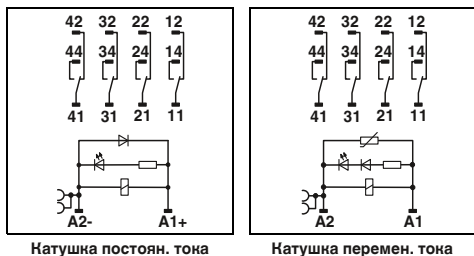 42 32 22 12
44 34 24 14
41 31 21 11
A2- A1+
Катушка постоян. тока
42 32 22 12
44 34 24 14
41 31 21 11
A2 A1
Катушка перемен. тока